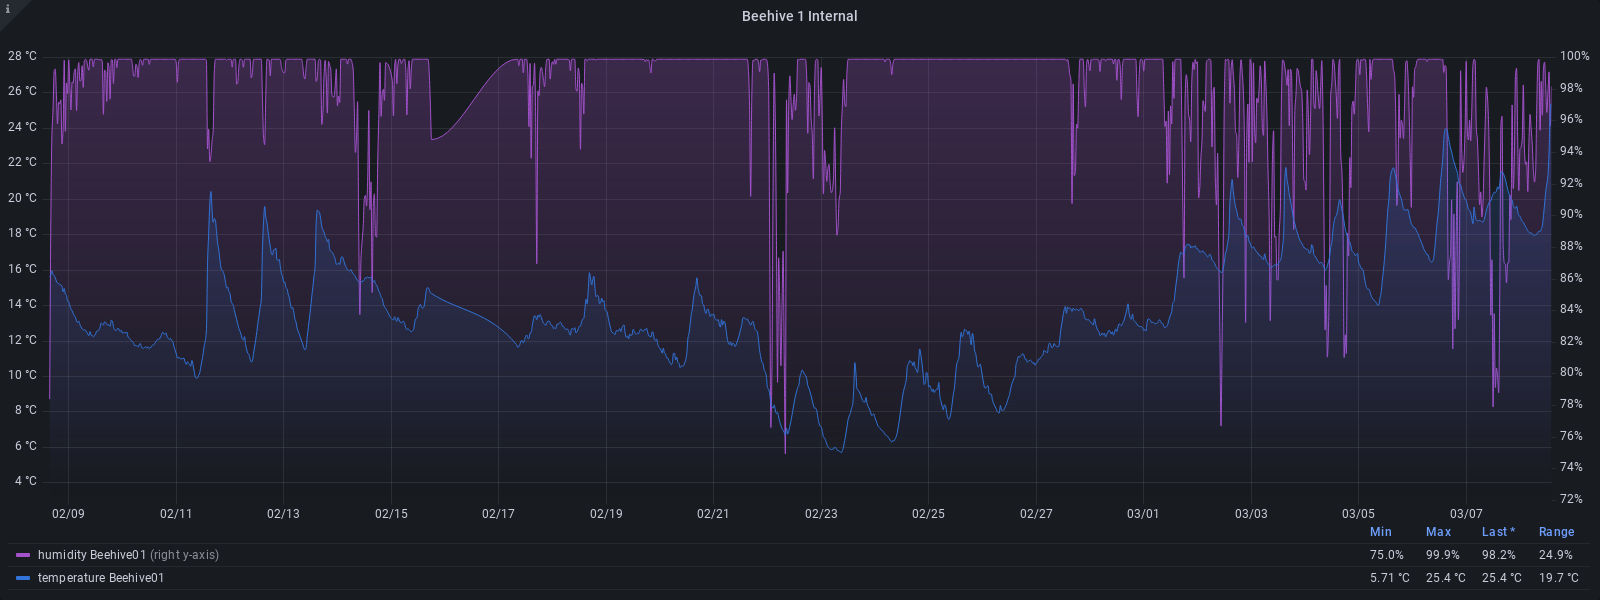 i
Beehive 1 Internal
28 °C 100%
26 °C 98%
24 °C 96%
22 °C 94%
20 °C 92%
18 °C 90%
16 °C 88%
14 °C 86%
12 °C 84%
10 °C 82%
8 °C 80%
6 °C 78%
4 °C 76%
74%
72%
02/09 02/11 02/13 02/15 02/17 02/19 02/21 02/23 02/25 02/27 03/01 03/03 03/05 03/07
Min Max Last * Range
humidity Beehive01 (right y-axis) 75.0% 99.9% 98.2% 24.9%
temperature Beehive01 5.71 °C 25.4 °C 25.4 °C 19.7 °C